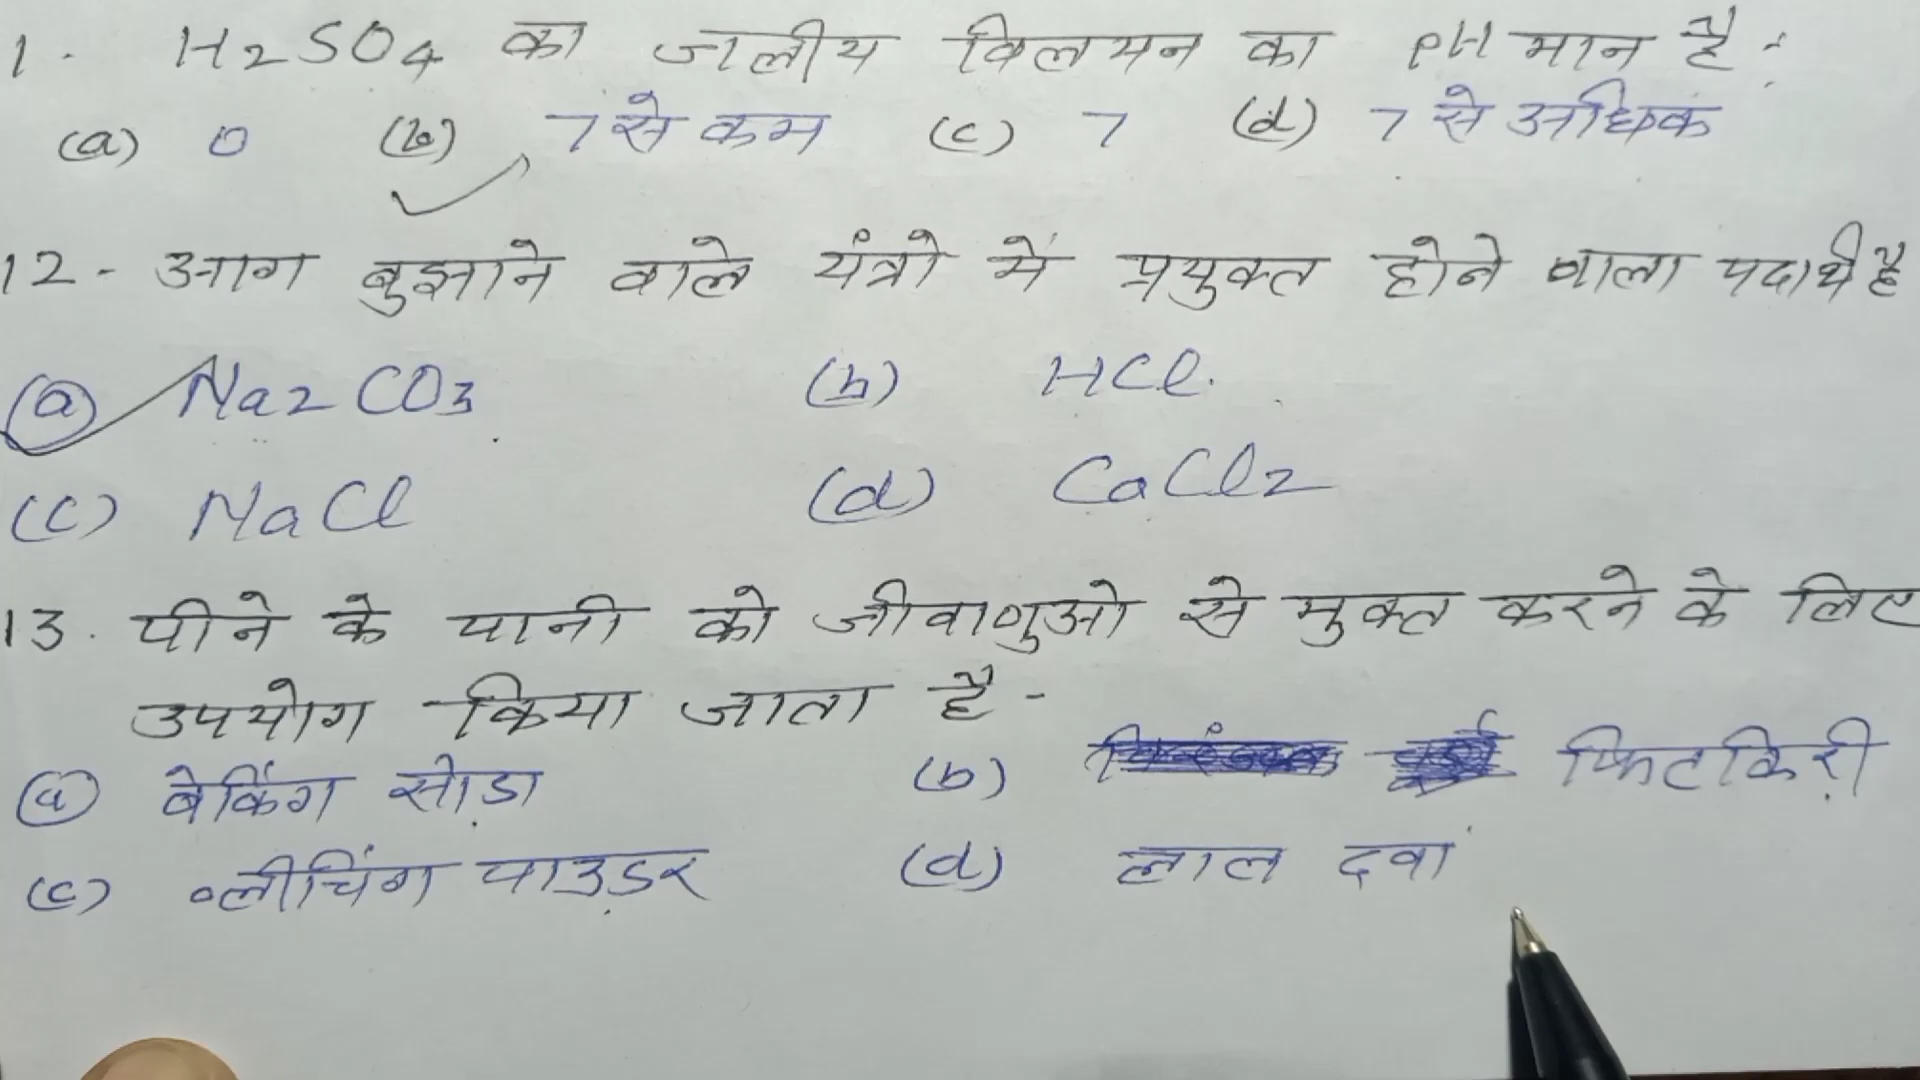 1. H2SO4 का जलीय विलयन का pH मान है :
(a) 0 (b) 7 से कम (c) 7 (d) 7 से अधिक
12- आग बुझाने वाले यंत्रो में प्रयुक्त होने वाला पदार्थ है
(a) Na2CO3 (b) HCl.
(c) NaCl (d) CaCl2
13. पीने के पानी को जीवाणुओ से मुक्त करने के लिए
उपयोग किया जाता है -
(a) बेकिंग सोडा (b) फिटकिरी
(c) ब्लीचिंग पाउडर (d) लाल दवा